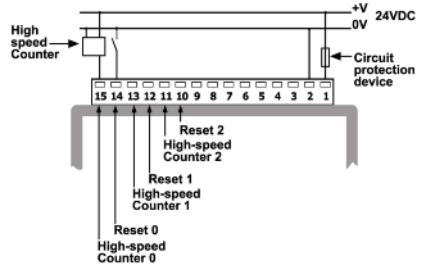 +V
24VDC
0V
High
speed
Counter
Circuit
protection
device
15 14 13 12 11 10 9 8 7 6 5 4 3 2 1
Reset 2
High-speed
Counter 2
Reset 1
High-speed
Counter 1
Reset 0
High-speed
Counter 0